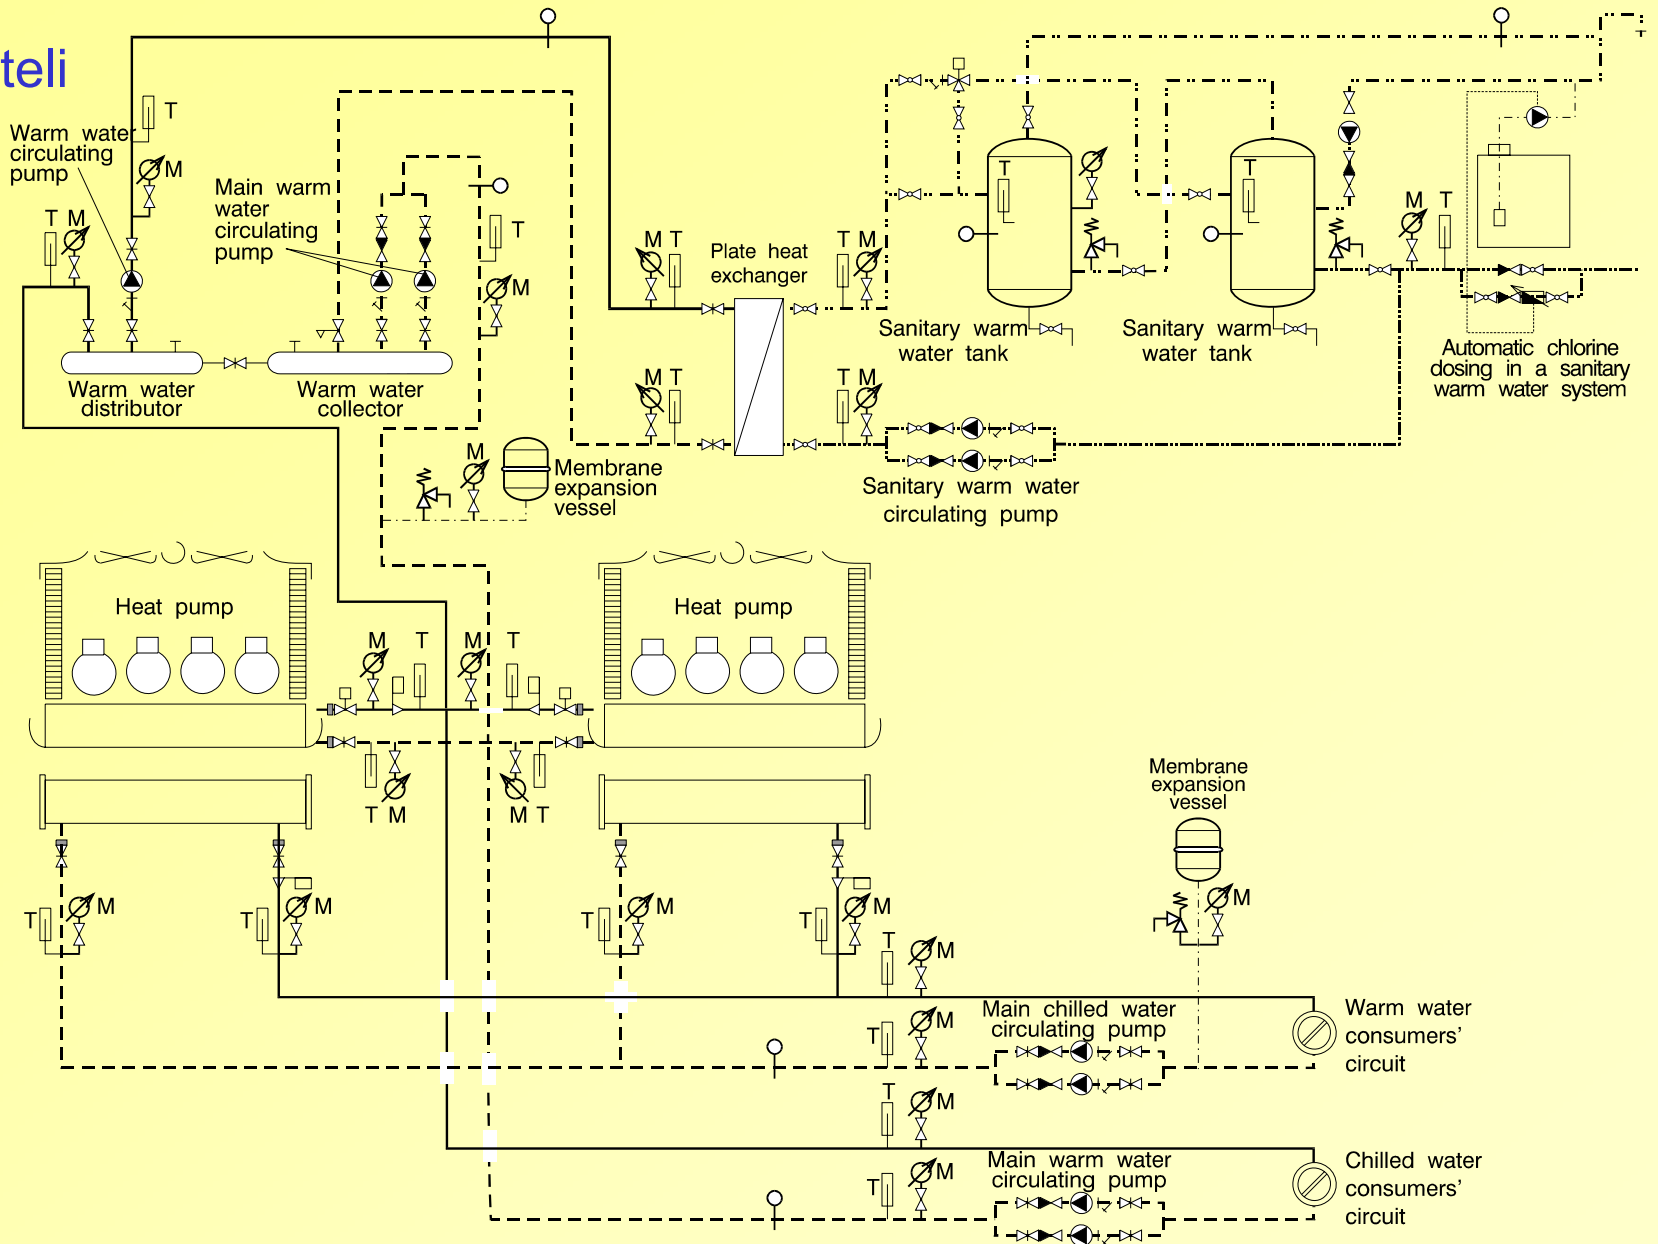 teli
T
Warm water
circulating
pump
M
Main warm
water
circulating
pump
T M
T
M
Warm water
distributor
Warm water
collector
M T
Plate heat
exchanger
T M
M T
T M
T
T
Sanitary warm
water tank
Sanitary warm
water tank
M T
Automatic chlorine
dosing in a sanitary
warm water system
Sanitary warm water
circulating pump
M
Membrane
expansion
vessel
Heat pump
Heat pump
M T M T
T M
M T
T M
T M
T M
T M
Membrane
expansion
vessel
M
T M
T M
Main chilled water
circulating pump
Warm water
consumers'
circuit
T M
T M
Main warm water
circulating pump
Chilled water
consumers'
circuit